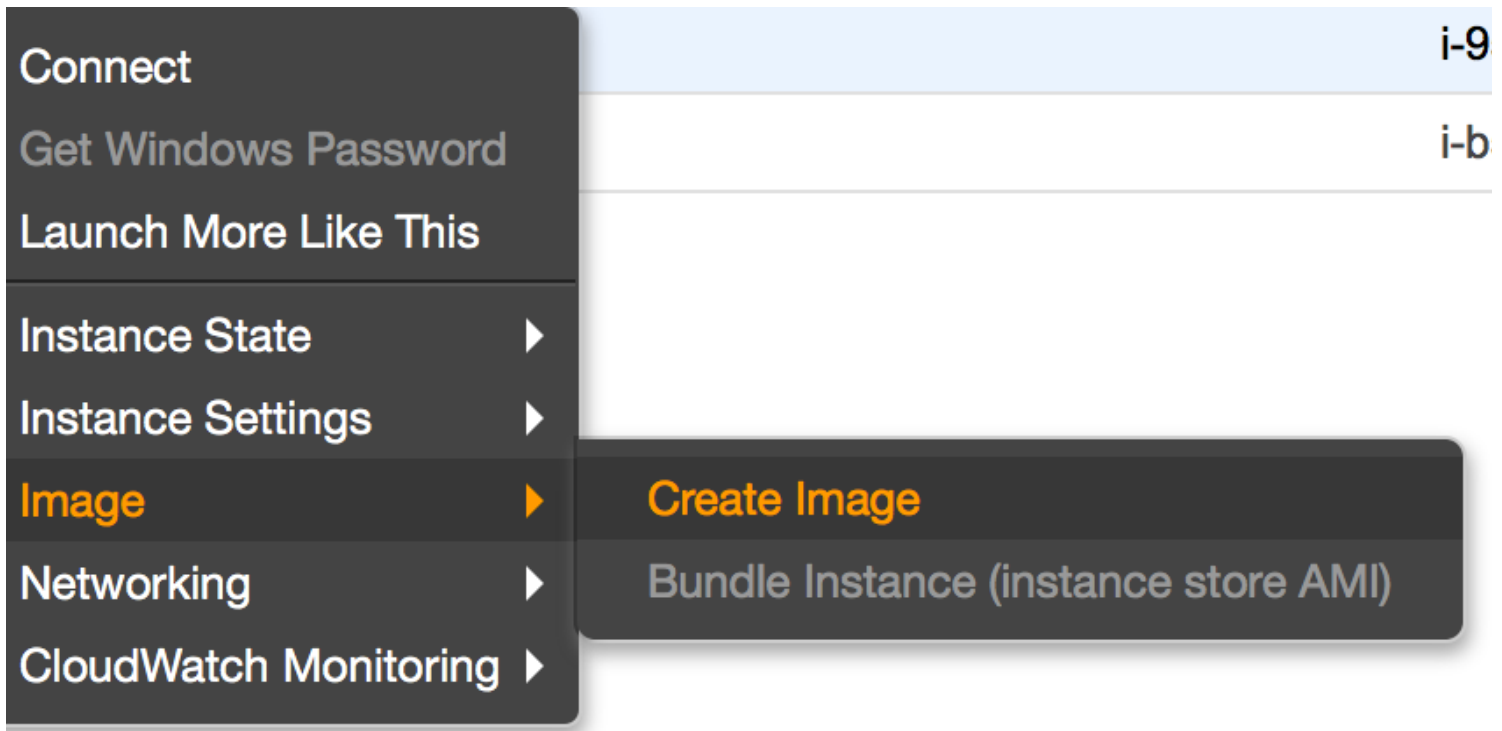 Connect
Get Windows Password
Launch More Like This
Instance State
Instance Settings
Image
Networking
CloudWatch Monitoring
Create Image
Bundle Instance (instance store AMI)
i-9
i-b